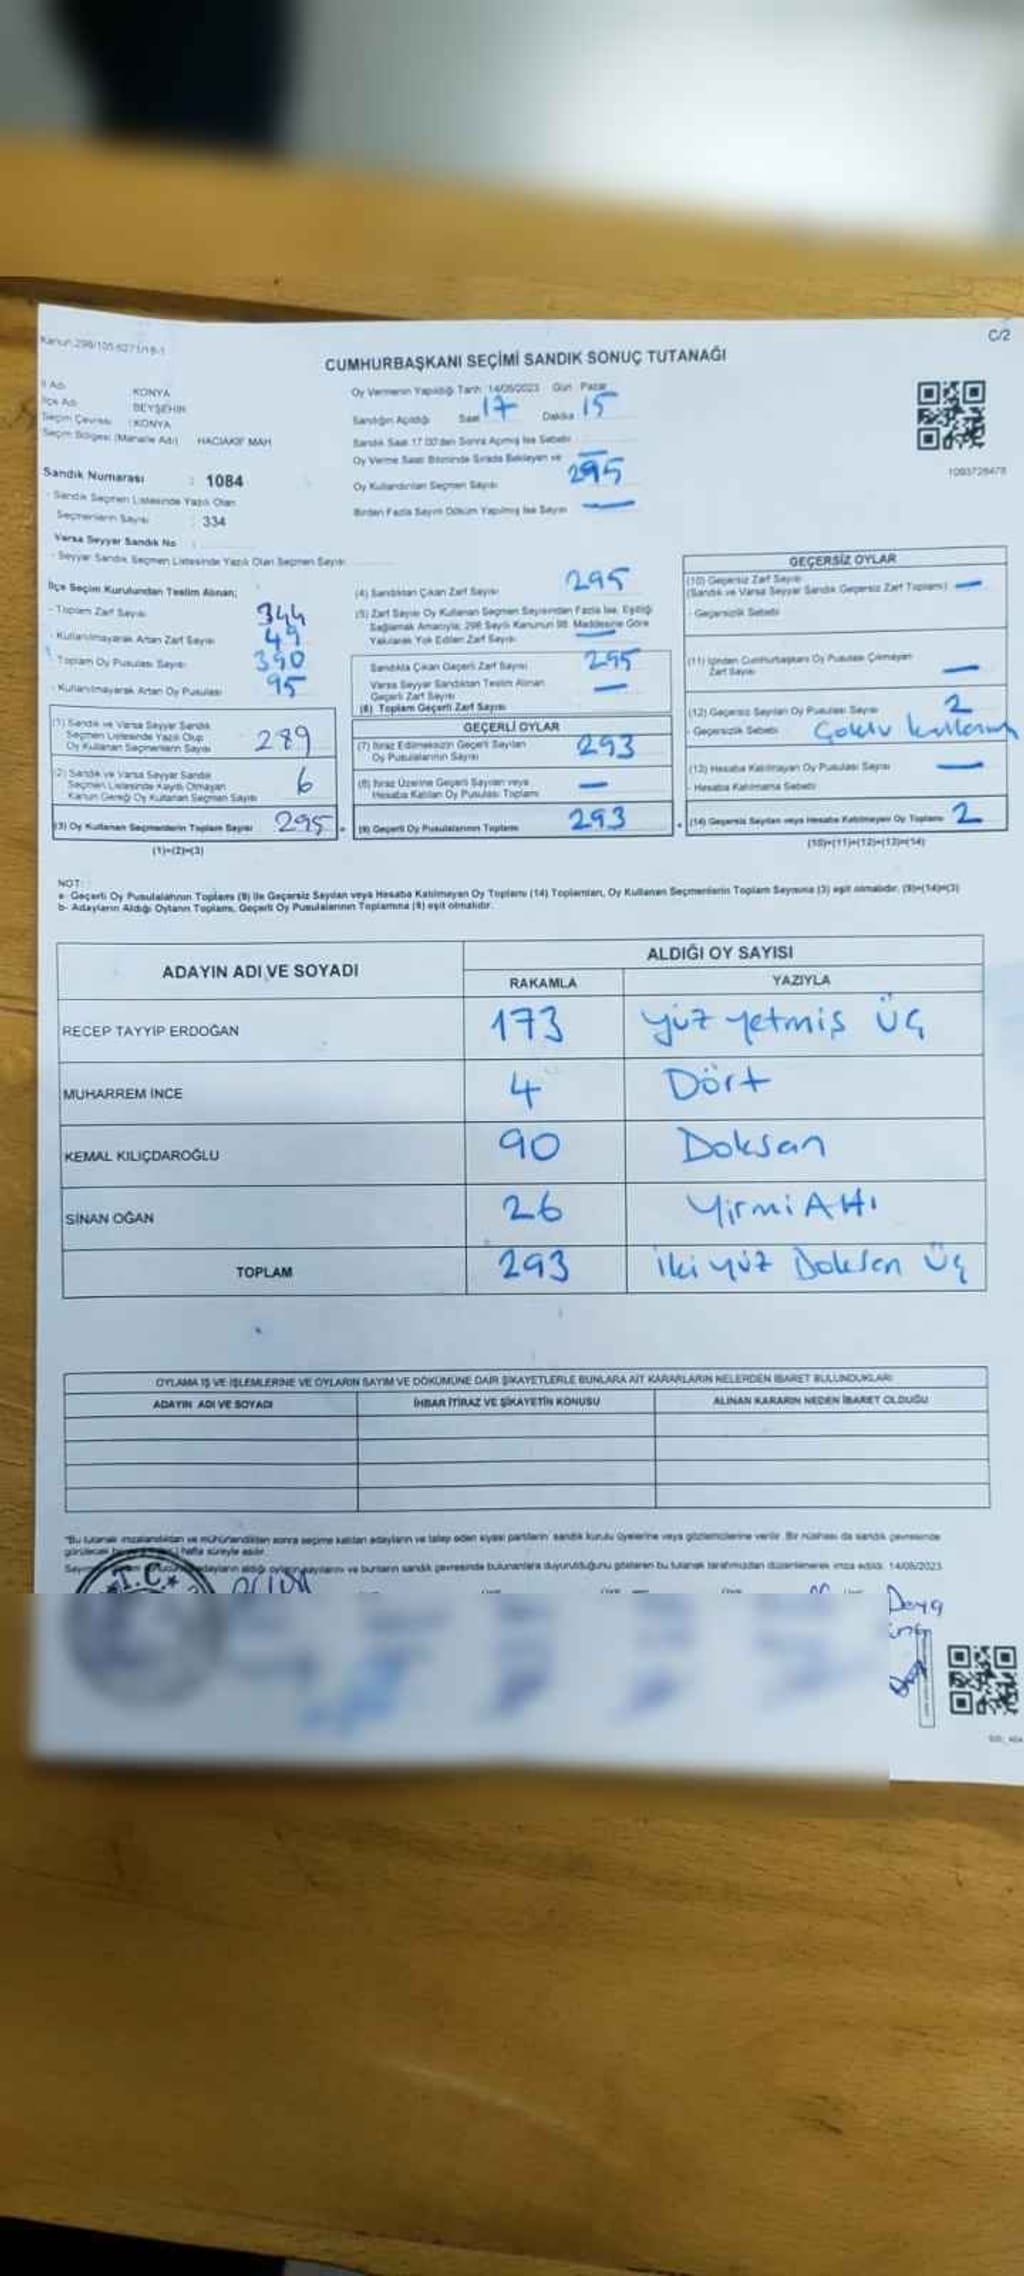 Kanun 298/105-6271/18-1
C/2
CUMHURBAŞKANI SEÇİMİ SANDIK SONUÇ TUTANAĞI
İl Adı KONYA
İlçe Adı BEYŞEHİR
Seçim Çevresi : KONYA
Seçim Bölgesi (Mahalle Adı) HACIAKİF MAH
Sandık Numarası : 1084
- Sandık Seçmen Listesinde Yazılı Olan
Seçmenlerin Sayısı : 334
Varsa Seyyar Sandık No :
- Seyyar Sandık Seçmen Listesinde Yazılı Olan Seçmen Sayısı
Oy Vermenin Yapıldığı Tarih 14/05/2023 Gün Pazar
Sandığın Açıldığı Saat 17 Dakika 15
Sandık Saat 17.00'den Sonra Açılmış İse Sebebi
Oy Verme Saati Bitiminde Sırada Bekleyen ve —
Oy Kullandırılan Seçmen Sayısı 295
Birden Fazla Sayım Döküm Yapılmış İse Sayısı —
1093728478
İlçe Seçim Kurulundan Teslim Alınan;
- Toplam Zarf Sayısı 344
- Kullanılmayarak Artan Zarf Sayısı 49
- Toplam Oy Pusulası Sayısı 390
- Kullanılmayarak Artan Oy Pusulası 95
(1) Sandık ve Varsa Seyyar Sandık
Seçmen Listesinde Yazılı Olup
Oy Kullanan Seçmenlerin Sayısı 289
(2) Sandık ve Varsa Seyyar Sandık
Seçmen Listesinde Kayıtlı Olmayan
Kanun Gereği Oy Kullanan Seçmen Sayısı 6
(3) Oy Kullanan Seçmenlerin Toplam Sayısı 295
(1)+(2)=(3)
(4) Sandıktan Çıkan Zarf Sayısı 295
(5) Zarf Sayısı Oy Kullanan Seçmen Sayısından Fazla İse, Eşitliği
Sağlamak Amacıyla; 298 Sayılı Kanunun 98. Maddesine Göre
Yakılarak Yok Edilen Zarf Sayısı —
Sandıkta Çıkan Geçerli Zarf Sayısı 295
Varsa Seyyar Sandıktan Teslim Alınan
Geçerli Zarf Sayısı —
(6) Toplam Geçerli Zarf Sayısı
GEÇERLİ OYLAR
(7) İtiraz Edilmeksizin Geçerli Sayılan
Oy Pusulalarının Sayısı 293
(8) İtiraz Üzerine Geçerli Sayılan veya
Hesaba Katılan Oy Pusulası Toplamı —
(9) Geçerli Oy Pusulalarının Toplamı 293
GEÇERSİZ OYLAR
(10) Geçersiz Zarf Sayısı
(Sandık ve Varsa Seyyar Sandık Geçersiz Zarf Toplamı) —
- Geçersizlik Sebebi
(11) İçinden Cumhurbaşkanı Oy Pusulası Çıkmayan
Zarf Sayısı —
(12) Geçersiz Sayılan Oy Pusulası Sayısı 2
- Geçersizlik Sebebi Çoklu kullanım
(13) Hesaba Katılmayan Oy Pusulası Sayısı —
- Hesaba Katılmama Sebebi
(14) Geçersiz Sayılan veya Hesaba Katılmayan Oy Toplamı 2
(10)+(11)+(12)+(13)=(14)
NOT:
a- Geçerli Oy Pusulalarının Toplamı (9) ile Geçersiz Sayılan veya Hesaba Katılmayan Oy Toplamı (14) Toplamları, Oy Kullanan Seçmenlerin Toplam Sayısına (3) eşit olmalıdır. (9)+(14)=(3)
b- Adayların Aldığı Oyların Toplamı, Geçerli Oy Pusulalarının Toplamına (9) eşit olmalıdır.
ADAYIN ADI VE SOYADI
ALDIĞI OY SAYISI
RAKAMLA YAZIYLA
RECEP TAYYİP ERDOĞAN 173 yüz yetmiş üç
MUHARREM İNCE 4 Dört
KEMAL KILIÇDAROĞLU 90 Doksan
SİNAN OĞAN 26 Yirmi Altı
TOPLAM 293 iki yüz Doksan üç
OYLAMA İŞ VE İŞLEMLERİNE VE OYLARIN SAYIM VE DÖKÜMÜNE DAİR ŞİKAYETLERLE BUNLARA AİT KARARLARIN NELERDEN İBARET BULUNDUKLARI
ADAYIN ADI VE SOYADI İHBAR İTİRAZ VE ŞİKAYETİN KONUSU ALINAN KARARIN NEDEN İBARET OLDUĞU
"Bu tutanak imzalandıktan ve mühürlendikten sonra seçime katılan adayların ve talep eden siyasi partilerin sandık kurulu üyelerine veya gözlemcilerine verilir. Bir nüshası da sandık çevresinde
hafta süreyle asılır.
oyların sayılarını ve bunların sandık çevresinde bulunanlara duyurulduğunu gösteren bu tutanak tarafımızdan düzenlenerek imza edildi. 14/05/2023
T.C.